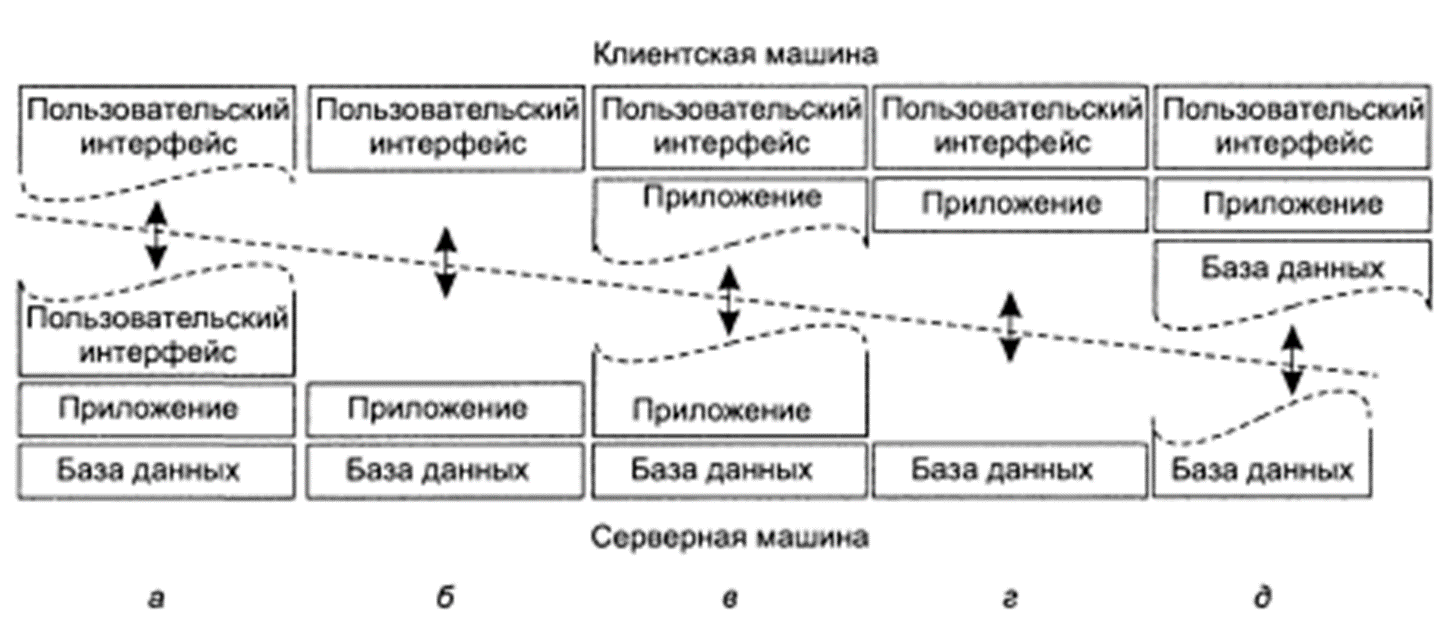 Клиентская машина
Пользовательский Пользовательский Пользовательский Пользовательский Пользовательский
интерфейс интерфейс интерфейс интерфейс интерфейс
Приложение Приложение Приложение
База данных
Пользовательский
интерфейс
Приложение Приложение Приложение
База данных База данных База данных База данных База данных
Серверная машина
а б в г д